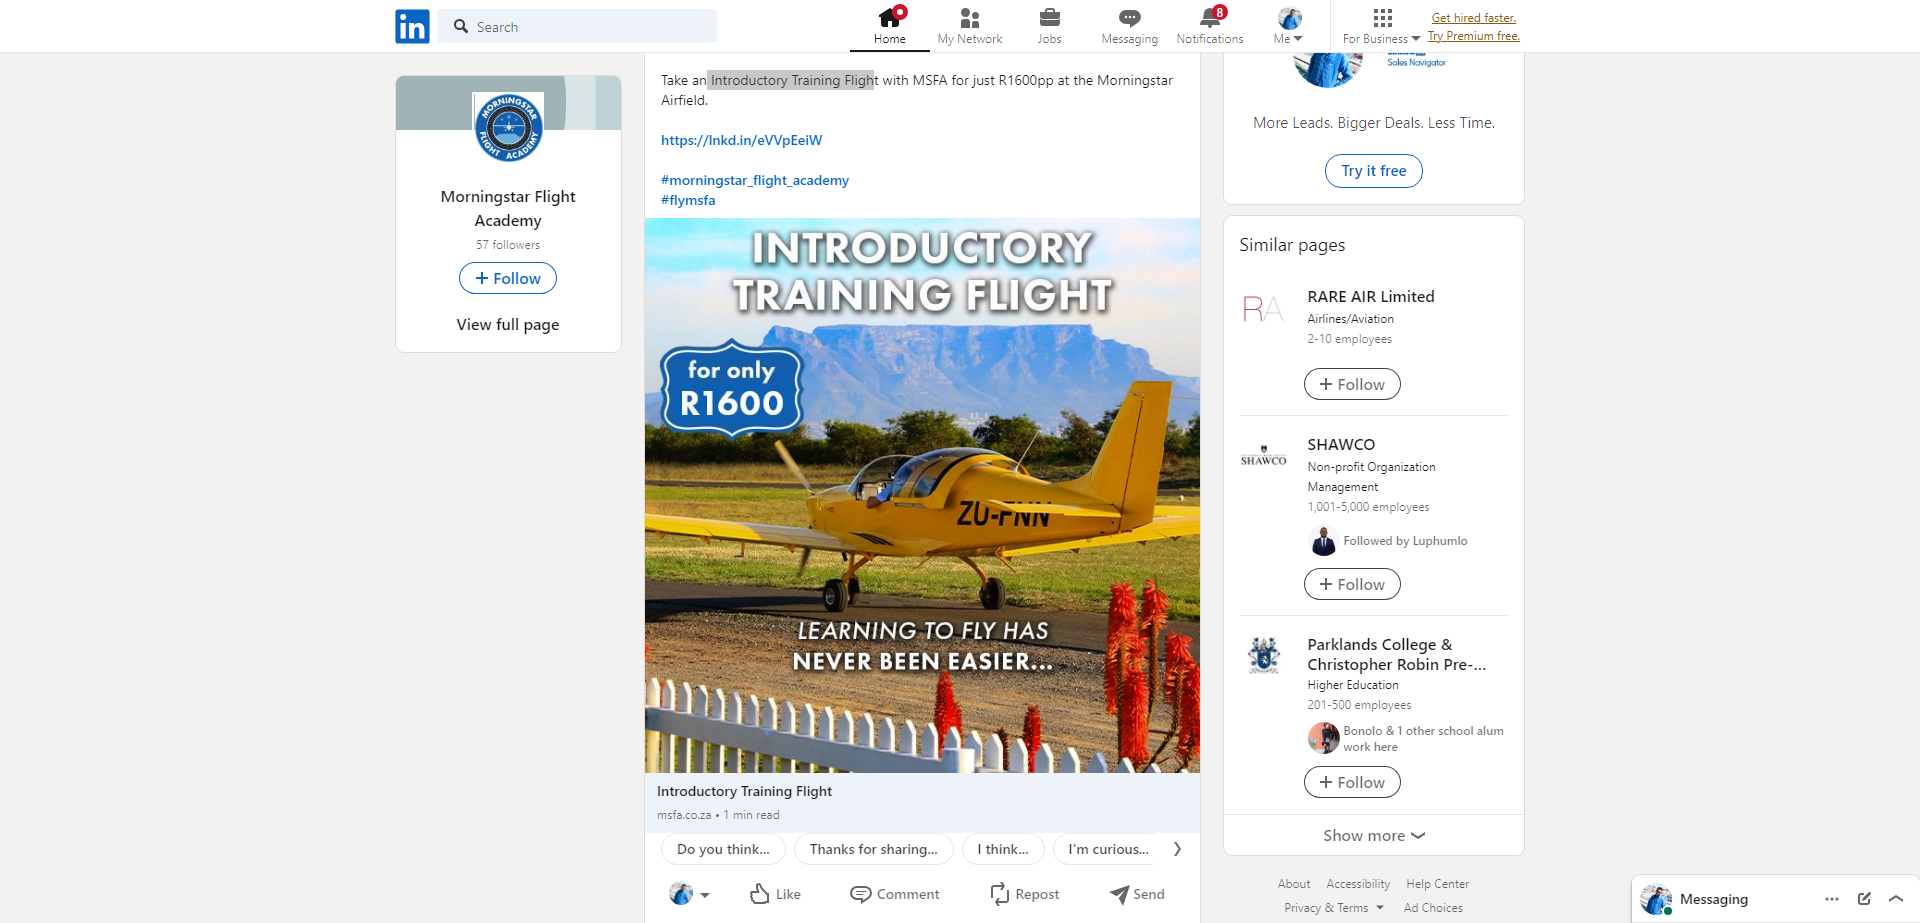 Search
Home
My Network
Jobs
Messaging
Notifications
8
Me
For Business
Get hired faster.
Try Premium free.
MORNINGSTAR
FLIGHT ACADEMY
Morningstar Flight
Academy
57 followers
+ Follow
View full page
Take an Introductory Training Flight with MSFA for just R1600pp at the Morningstar
Airfield.
https://lnkd.in/eVVpEeiW
#morningstar_flight_academy
#flymsfa
INTRODUCTORY
TRAINING FLIGHT
for only
R1600
ZU-FNN
LEARNING TO FLY HAS
NEVER BEEN EASIER...
Introductory Training Flight
msfa.co.za • 1 min read
Do you think...
Thanks for sharing...
I think...
I'm curious...
Like
Comment
Repost
Send
Sales Navigator
More Leads. Bigger Deals. Less Time.
Try it free
Similar pages
RA
RARE AIR Limited
Airlines/Aviation
2-10 employees
+ Follow
SHAWCO
SHAWCO
Non-profit Organization
Management
1,001-5,000 employees
Followed by Luphumlo
+ Follow
Parklands College &
Christopher Robin Pre-...
Higher Education
201-500 employees
Bonolo & 1 other school alum
work here
+ Follow
Show more
About
Accessibility
Help Center
Privacy & Terms
Ad Choices
Messaging